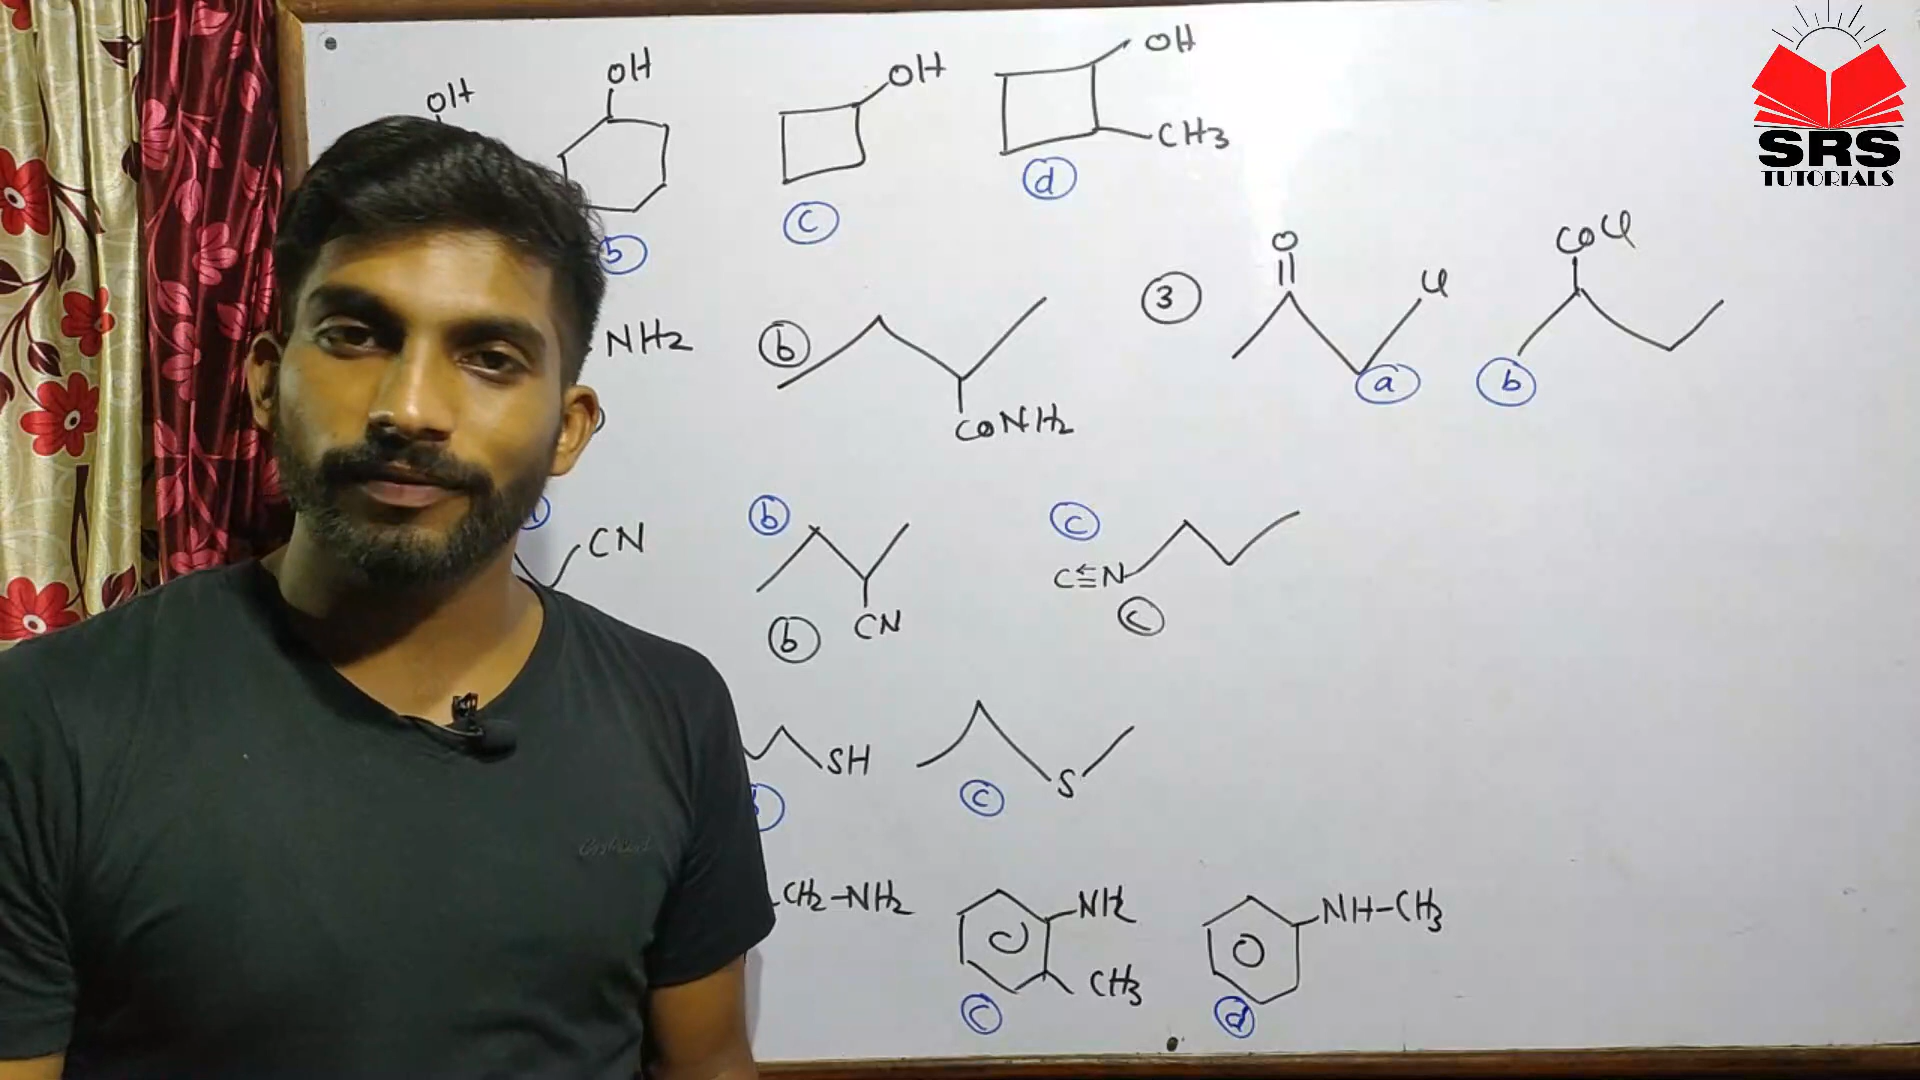 SRS
TUTORIALS
OH
OH
OH
OH
CH3
b
c
d
NH2
b
CONH2
3
O
Cl
a
COCl
b
CN
b
CN
b
c
C≡N
c
SH
c
S
CH2-NH2
NH2
CH3
c
NH-CH3
d